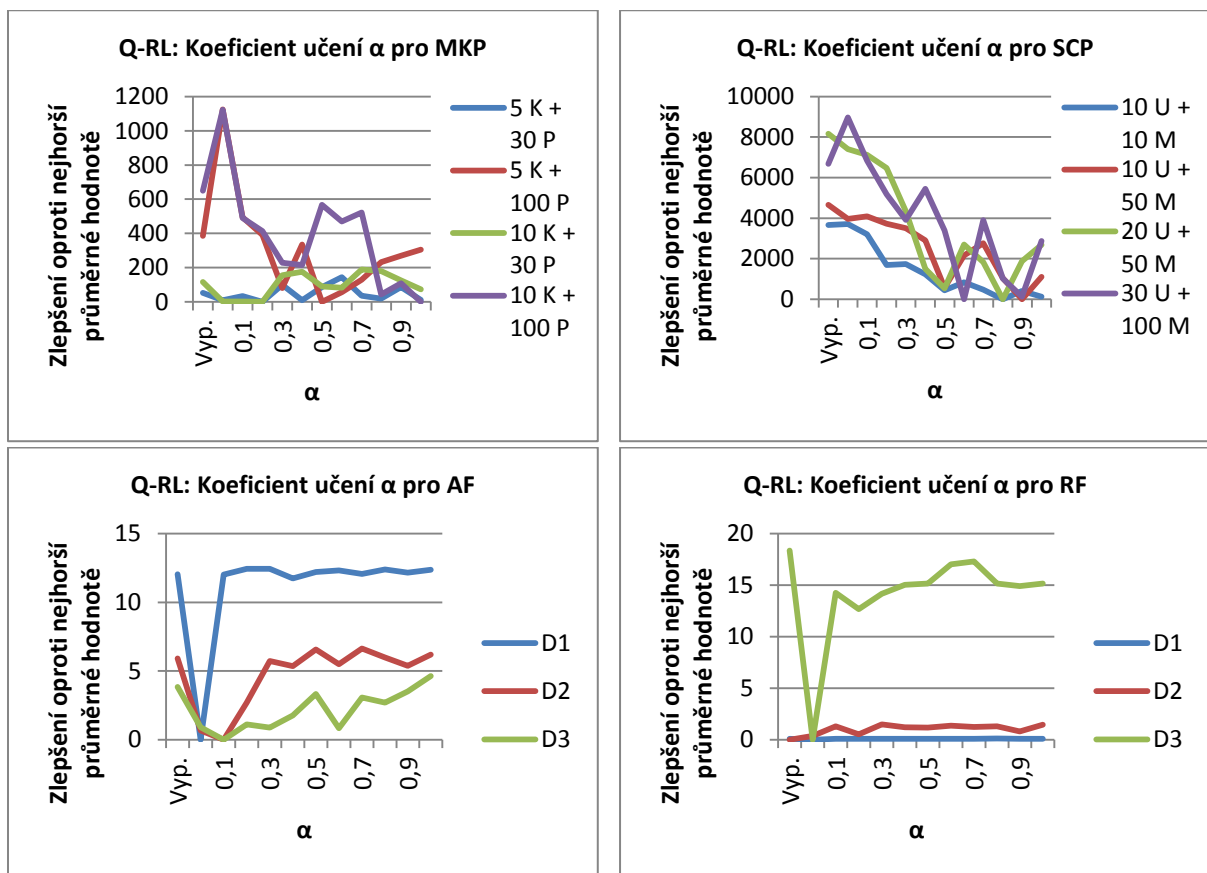 Q-RL: Koeficient učení α pro MKP
Zlepšení oproti nejhorší
průměrné hodnotě
1200
1000
800
600
400
200
0
Vyp.
0,1
0,3
0,5
0,7
0,9
α
5 K +
30 P
5 K +
100 P
10 K +
30 P
10 K +
100 P
Q-RL: Koeficient učení α pro SCP
Zlepšení oproti nejhorší
průměrné hodnotě
10000
8000
6000
4000
2000
0
Vyp.
0,1
0,3
0,5
0,7
0,9
α
10 U +
10 M
10 U +
50 M
20 U +
50 M
30 U +
100 M
Q-RL: Koeficient učení α pro AF
Zlepšení oproti nejhorší
průměrné hodnotě
15
10
5
0
Vyp.
0,1
0,3
0,5
0,7
0,9
α
D1
D2
D3
Q-RL: Koeficient učení α pro RF
Zlepšení oproti nejhorší
průměrné hodnotě
20
15
10
5
0
Vyp.
0,1
0,3
0,5
0,7
0,9
α
D1
D2
D3